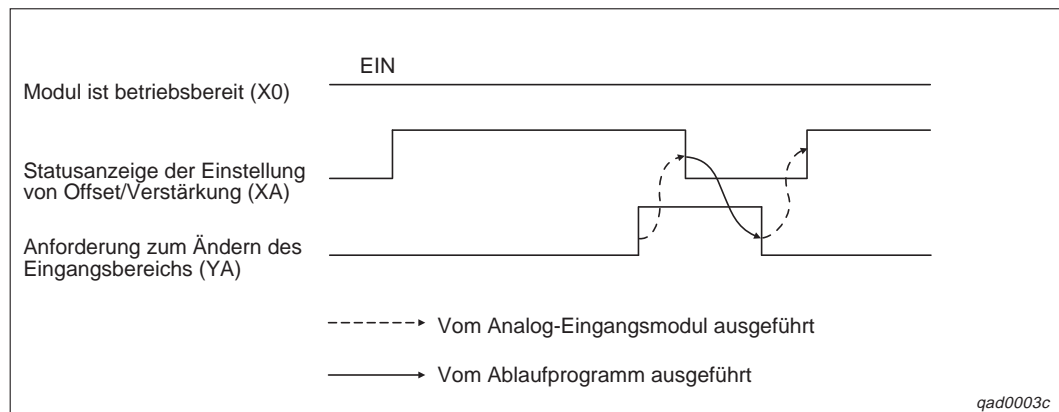 EIN
Modul ist betriebsbereit (X0)
Statusanzeige der Einstellung
von Offset/Verstärkung (XA)
Anforderung zum Ändern des
Eingangsbereichs (YA)
Vom Analog-Eingangsmodul ausgeführt
Vom Ablaufprogramm ausgeführt
qad0003c